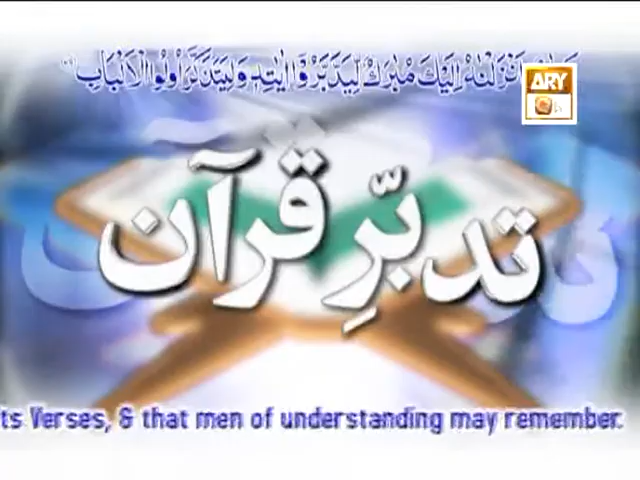 اَنْزَلْنٰهُ اِلَيْكَ مُبٰرَكٌ لِّيَدَّبَّرُوْۤا اٰيٰتِهٖ وَلِيَتَذَكَّرَ اُولُوا الْاَلْبَابِ
ARY
تدبّرِ قرآن
ts Verses, & that men of understanding may remember.